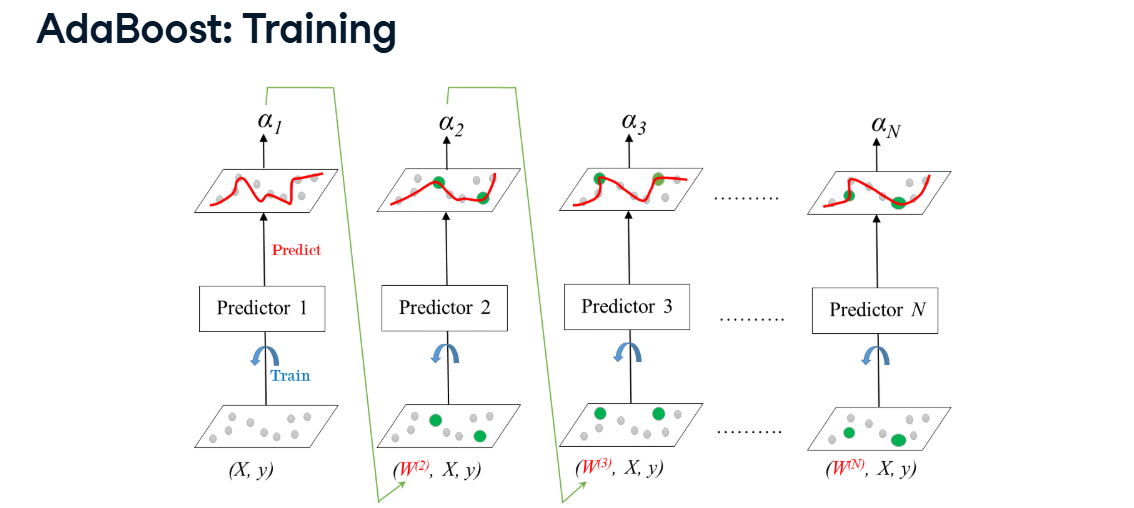 AdaBoost: Training
α1 α2 α3 αN
..........
Predict
Predictor 1 Predictor 2 Predictor 3 .......... Predictor N
Train
..........
(X, y) (W(2), X, y) (W(3), X, y) (W(N), X, y)